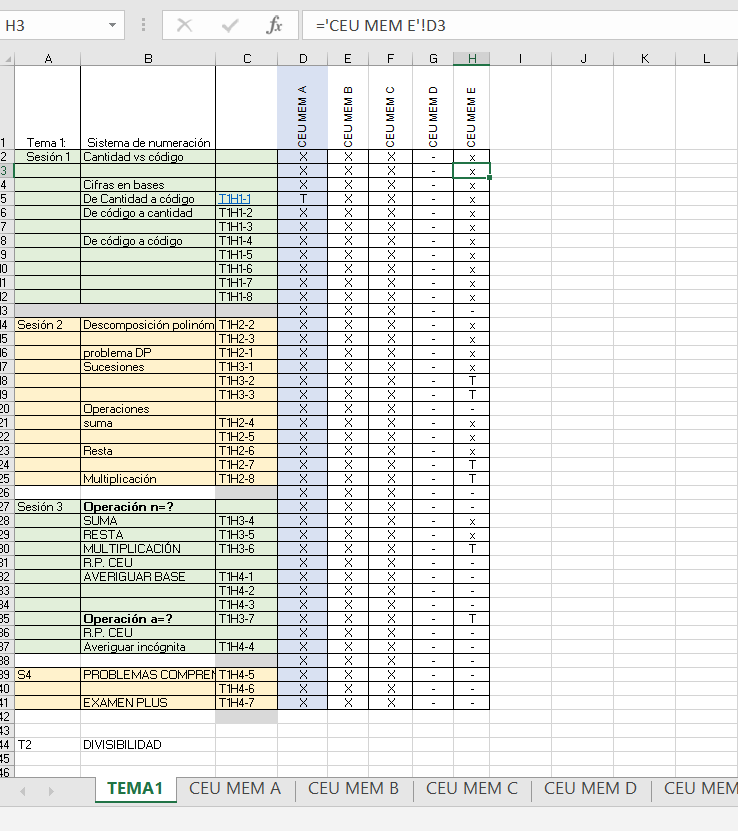 H3 fx ='CEU MEM E'!D3
A B C D E F G H I J K L
1 Tema 1: Sistema de numeración CEU MEM A CEU MEM B CEU MEM C CEU MEM D CEU MEM E
2 Sesión 1 Cantidad vs código X X X - x
3 X X X - x
4 Cifras en bases X X X - x
5 De Cantidad a código T1H1-1 T X X - x
6 De código a cantidad T1H1-2 X X X - x
7 T1H1-3 X X X - x
8 De código a código T1H1-4 X X X - x
9 T1H1-5 X X X - x
10 T1H1-6 X X X - x
11 T1H1-7 X X X - x
12 T1H1-8 X X X - x
13 X X X - -
14 Sesión 2 Descomposición polinóm T1H2-2 X X X - x
15 T1H2-3 X X X - x
16 problema DP T1H2-1 X X X - x
17 Sucesiones T1H3-1 X X X - x
18 T1H3-2 X X X - T
19 T1H3-3 X X X - T
20 Operaciones X X X - -
21 suma T1H2-4 X X X - x
22 T1H2-5 X X X - x
23 Resta T1H2-6 X X X - x
24 T1H2-7 X X X - T
25 Multiplicación T1H2-8 X X X - T
26 X X X - -
27 Sesión 3 Operación n=? X X X - -
28 SUMA T1H3-4 X X X - x
29 RESTA T1H3-5 X X X - x
30 MULTIPLICACIÓN T1H3-6 X X X - T
31 R.P. CEU X X X - -
32 AVERIGUAR BASE T1H4-1 X X X - -
33 T1H4-2 X X X - -
34 T1H4-3 X X X - -
35 Operación a=? T1H3-7 X X X - T
36 R.P. CEU X X X - -
37 Averiguar incógnita T1H4-4 X X X - -
38 X X X - -
39 S4 PROBLEMAS COMPREN T1H4-5 X X X - -
40 T1H4-6 X X X - -
41 EXAMEN PLUS T1H4-7 X X X - -
42
43
44 T2 DIVISIBILIDAD
45
46
TEMA1 CEU MEM A CEU MEM B CEU MEM C CEU MEM D CEU MEM